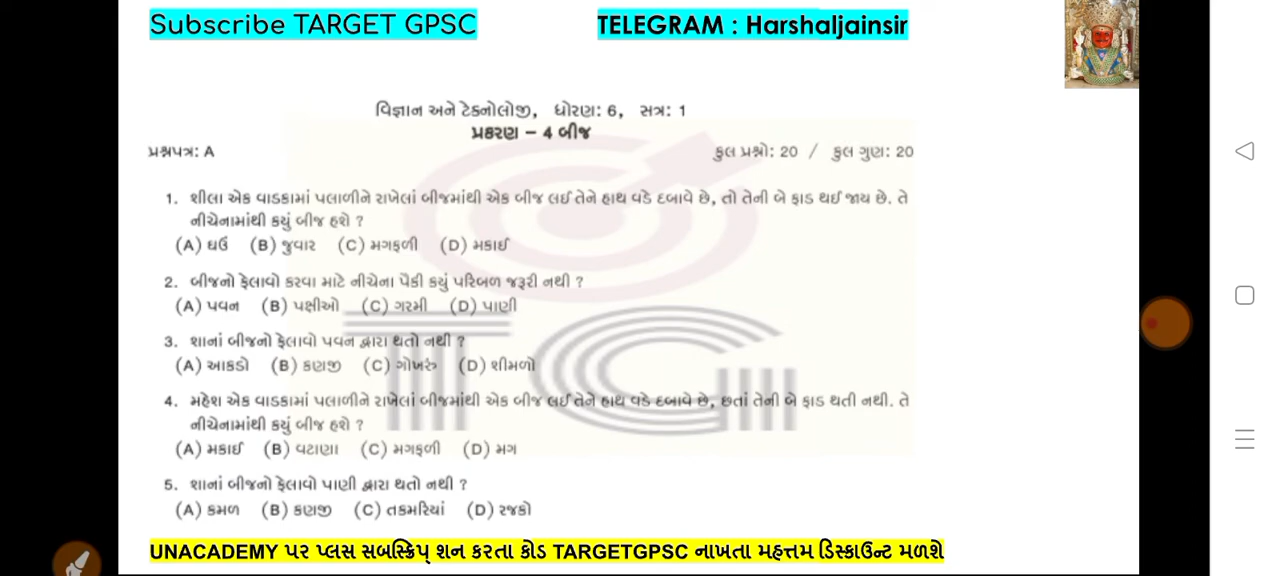 Subscribe TARGET GPSC TELEGRAM : Harshaljainsir
વિજ્ઞાન અને ટેકનોલોજી, ધોરણ: 6, સત્ર: 1
પ્રકરણ – 4 બીજ
પ્રશ્નપત્ર: A કુલ પ્રશ્નો: 20 / કુલ ગુણ: 20
1. શીલા એક વાડકામાં પલાળીને રાખેલાં બીજમાંથી એક બીજ લઈ તેને હાથ વડે દબાવે છે, તો તેની બે ફાડ થઈ જાય છે. તે
નીચેનામાંથી કયું બીજ હશે ?
(A) ઘઉં (B) જુવાર (C) મગફળી (D) મકાઈ
2. બીજનો ફેલાવો કરવા માટે નીચેના પૈકી કયું પરિબળ જરૂરી નથી ?
(A) પવન (B) પક્ષીઓ (C) ગરમી (D) પાણી
3. શાનાં બીજનો ફેલાવો પવન દ્વારા થતો નથી ?
(A) આકડો (B) કણજી (C) ગોખરું (D) શીમળો
4. મહેશ એક વાડકામાં પલાળીને રાખેલાં બીજમાંથી એક બીજ લઈ તેને હાથ વડે દબાવે છે, છતાં તેની બે ફાડ થતી નથી. તે
નીચેનામાંથી કયું બીજ હશે ?
(A) મકાઈ (B) વટાણા (C) મગફળી (D) મગ
5. શાનાં બીજનો ફેલાવો પાણી દ્વારા થતો નથી ?
(A) કમળ (B) કણજી (C) તકમરિયાં (D) રજકો
UNACADEMY પર પ્લસ સબસ્ક્રિપ્ શન કરતા કોડ TARGETGPSC નાખતા મહત્તમ ડિસ્કાઉન્ટ મળશે